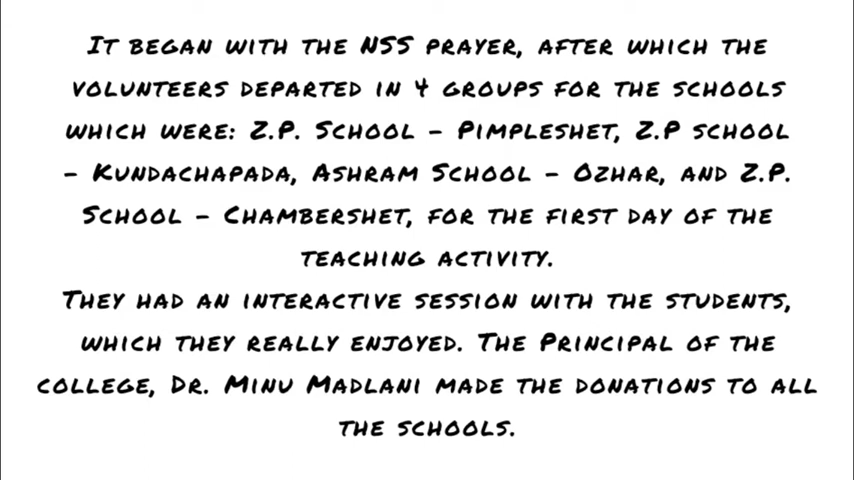 It began with the NSS prayer, after which the
volunteers departed in 4 groups for the schools
which were: Z.P. School - Pimpleshet, Z.P school
- Kundachapada, Ashram School - Ozhar, and Z.P.
School - Chambershet, for the first day of the
teaching activity.
They had an interactive session with the students,
which they really enjoyed. The Principal of the
college, Dr. Minu Madlani made the donations to all
the schools.